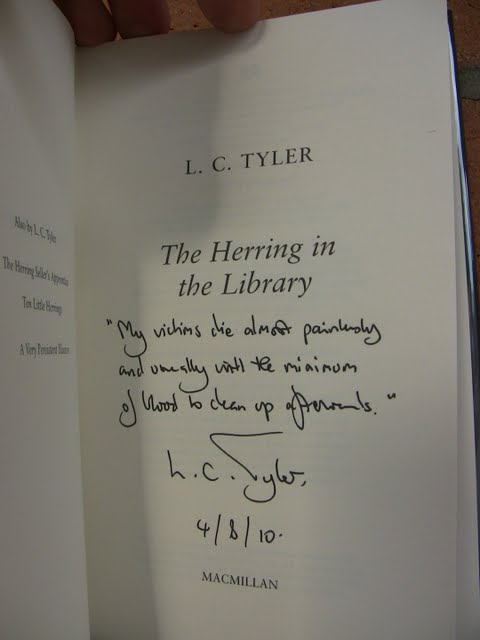 Also by L. C. Tyler
The Herring Seller's Apprentice
Ten Little Herrings
A Very Persistent Illusion
L. C. TYLER
The Herring in
the Library
"My victims die almost painlessly
and usually with the minimum
of blood to clean up afterwards."
L. C. Tyler.
4/8/10.
MACMILLAN